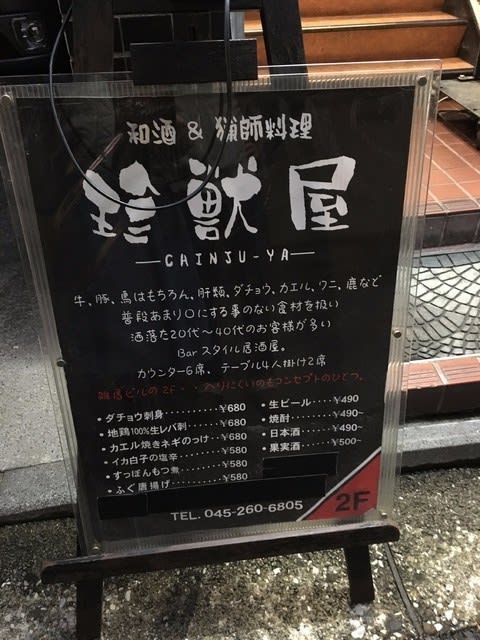 和酒 & 猟師料理
珍獣屋
CHINJU-YA
牛、豚、馬はもちろん、肝類、ダチョウ、カエル、ワニ、鹿など
普段あまり口にする事のない食材を扱い
洒落た20代〜40代のお客様が多い
Barスタイル居酒屋。
カウンター6席、テーブル4人掛け2席
雑居ビルの2F・・入りにくいのもコンセプトのひとつ。
・ダチョウ刺身・・・・・・・・¥680
・地鶏100%生レバ刺・・・・¥680
・カエル焼きネギのっけ・・¥680
・イカ白子の塩辛・・・・・・¥580
・すっぽんもつ煮・・・・・・¥580
・ふぐ唐揚げ・・・・・・・・¥580
・生ビール・・・・¥490
・焼酎・・・・・・¥490~
・日本酒・・・・・¥490~
・果実酒・・・・・¥500~
TEL. 045-260-6805
2F